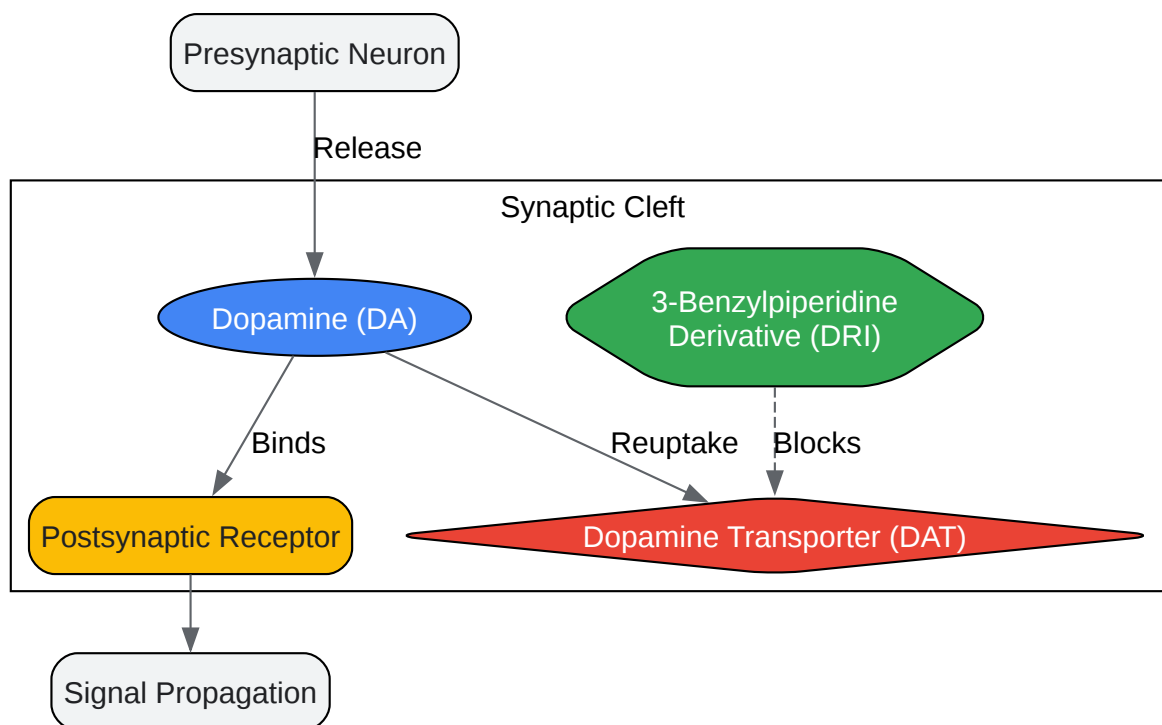 Presynaptic Neuron
Release
Synaptic Cleft
Dopamine (DA)
3-Benzylpiperidine
Derivative (DRI)
Binds
Reuptake
Blocks
Postsynaptic Receptor
Dopamine Transporter (DAT)
Signal Propagation